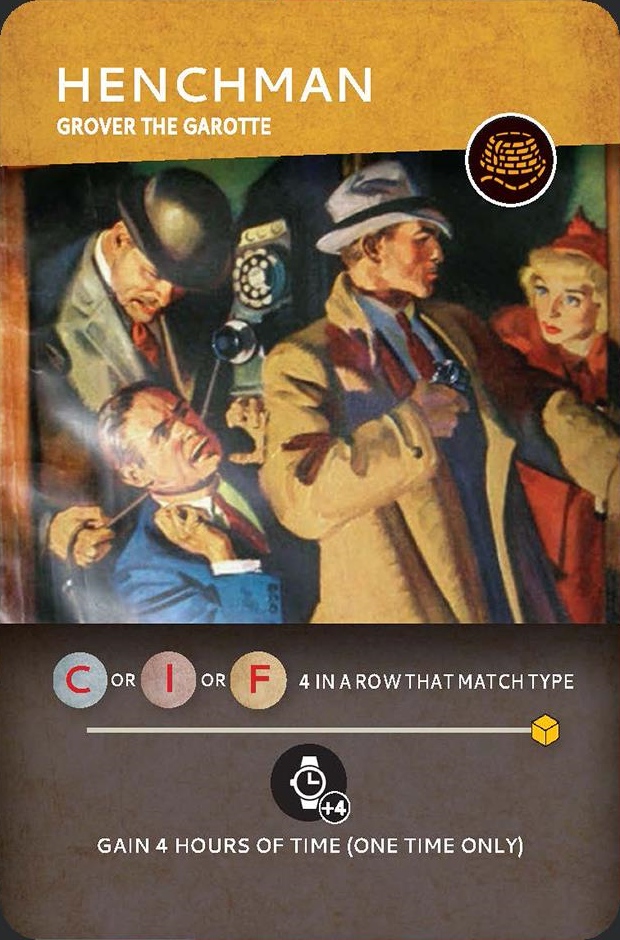 HENCHMAN
GROVER THE GAROTTE
C OR I OR F 4 IN A ROW THAT MATCH TYPE
+4
GAIN 4 HOURS OF TIME (ONE TIME ONLY)